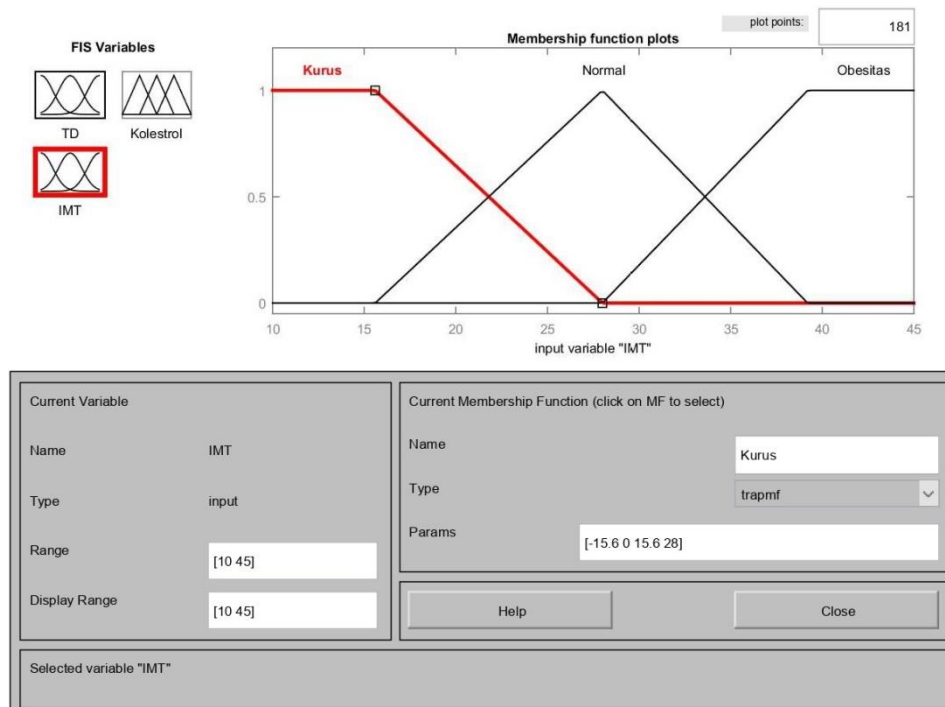 plot points:
181
FIS Variables
Membership function plots
Kurus
Normal
Obesitas
TD
Kolestrol
IMT
1
0.5
0
10
15
20
25
30
35
40
45
input variable "IMT"
Current Variable
Name
IMT
Type
input
Range
[10 45]
Display Range
[10 45]
Current Membership Function (click on MF to select)
Name
Kurus
Type
trapmf
Params
[-15.6 0 15.6 28]
Help
Close
Selected variable "IMT"